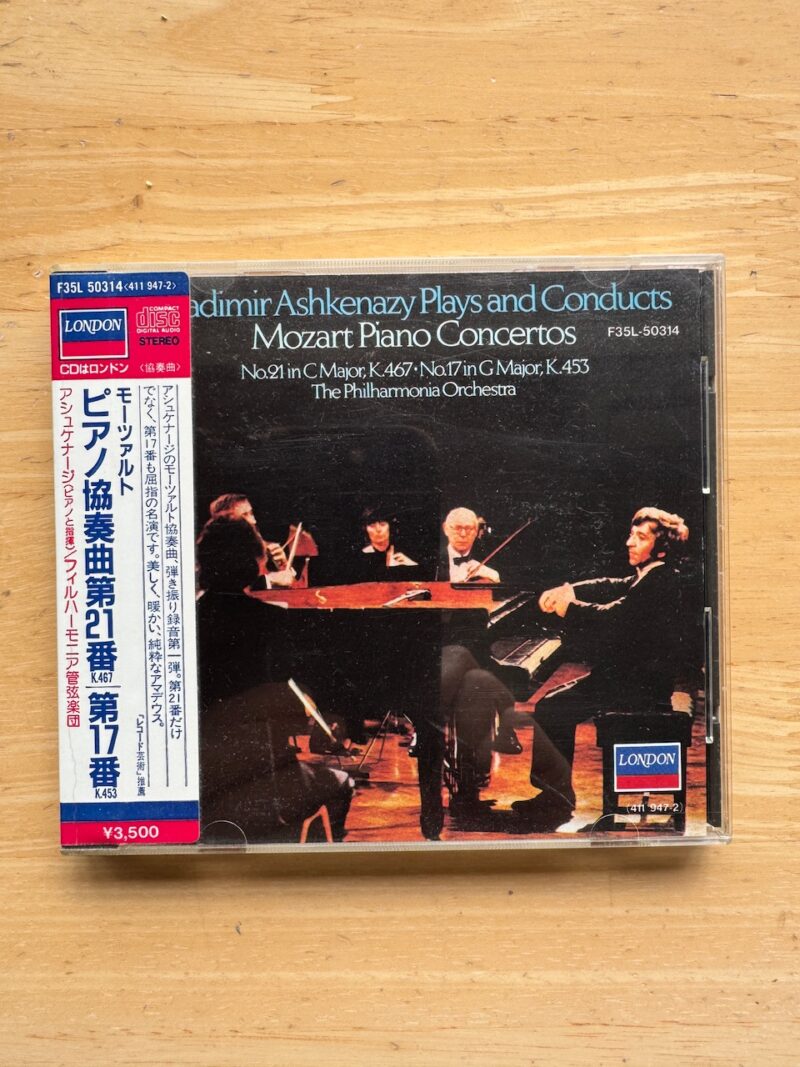 F35L 50314〈411 947-2〉
LONDON
COMPACT
disc
DIGITAL AUDIO
STEREO
CDはロンドン
〈協奏曲〉
アシュケナージのモーツァルト協奏曲、弾き振り録音第一弾。第21番だけ
でなく、第17番も屈指の名演です。美しく、暖かい、純粋なアマデウス。
「レコード芸術」推薦
モーツァルト
ピアノ協奏曲第21番 K.467/第17番 K.453
アシュケナージ(ピアノと指揮)/フィルハーモニア管弦楽団
¥3,500
adimir Ashkenazy Plays and Conducts
Mozart Piano Concertos
F35L-50314
No.21 in C Major, K.467・No.17 in G Major, K.453
The Philharmonia Orchestra
LONDON
(411 947-2)